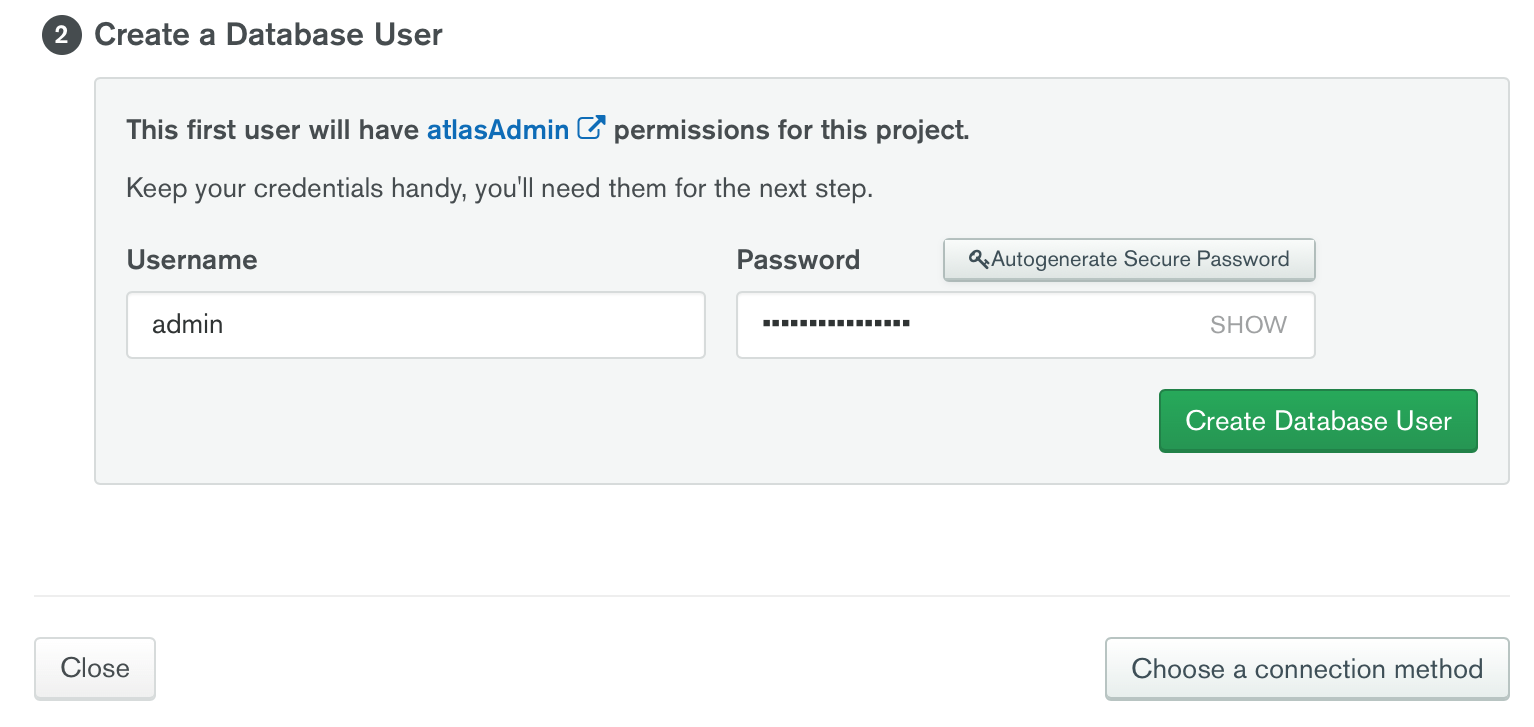 2 Create a Database User
This first user will have atlasAdmin permissions for this project.
Keep your credentials handy, you'll need them for the next step.
Username
Password
Autogenerate Secure Password
admin
••••••••••••••••
SHOW
Create Database User
Close
Choose a connection method